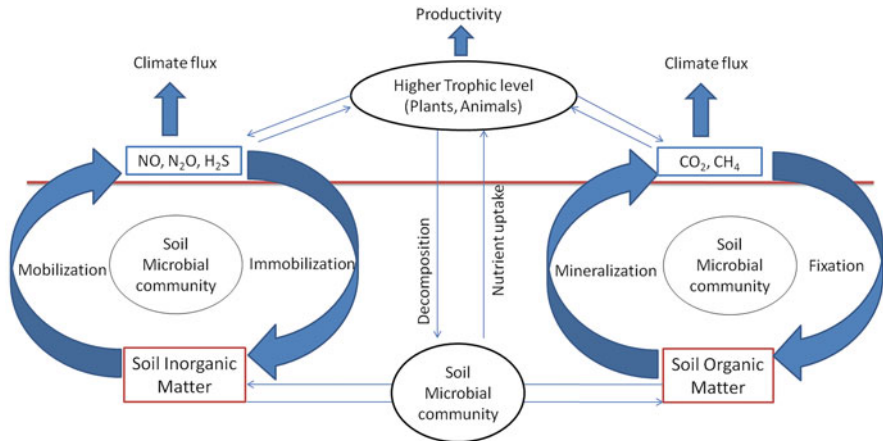 Productivity
Climate flux
Climate flux
Higher Trophic level
(Plants, Animals)
NO, N₂O, H₂S
CO₂, CH₄
Mobilization
Soil
Microbial
community
Immobilization
Decomposition
Nutrient uptake
Mineralization
Soil
Microbial
community
Fixation
Soil Inorganic
Matter
Soil
Microbial
community
Soil Organic
Matter